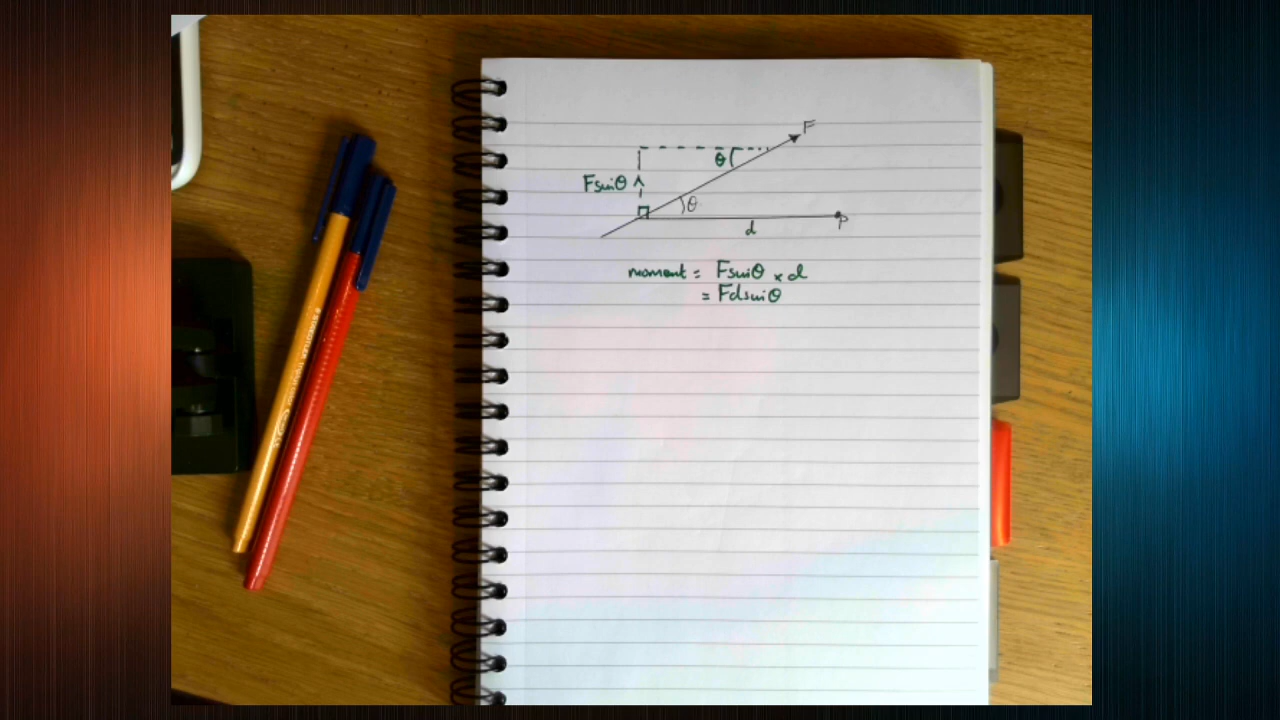 F
θ
Fsinθ
θ
d
P
moment = Fsinθ × d
= Fdsinθ